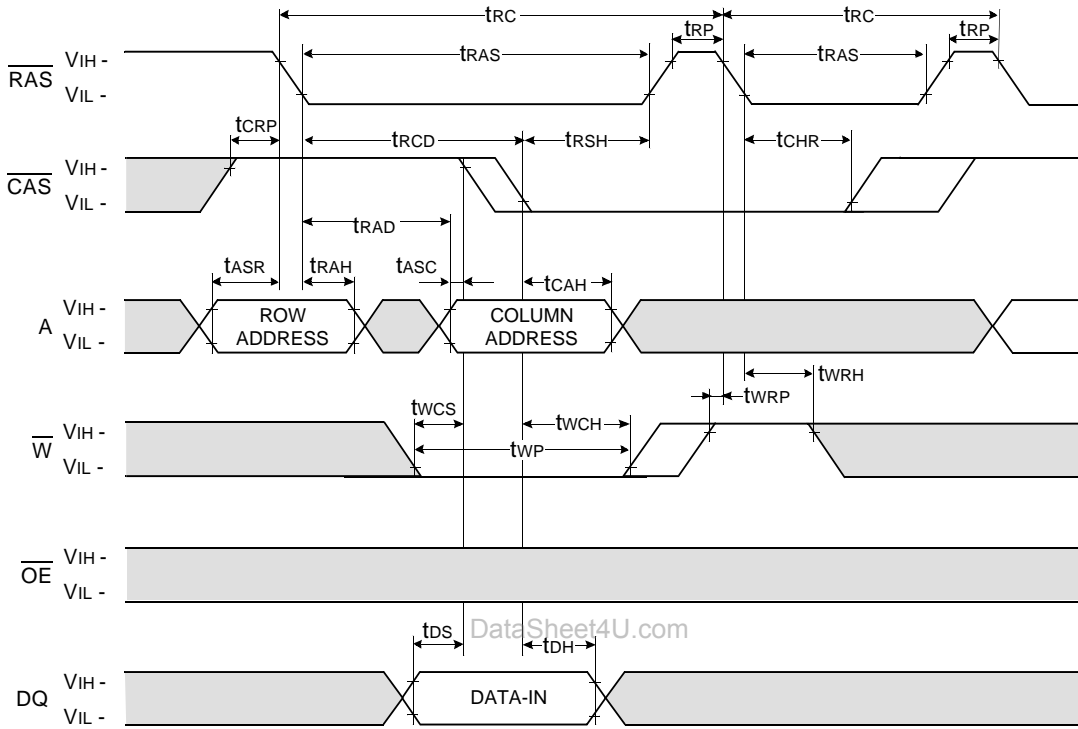 tRC tRC
tRP tRP
tRAS tRAS
RAS VIH -
VIL -
tCRP tRCD tRSH tCHR
CAS VIH -
VIL -
tRAD
tASR tRAH tASC tCAH
A VIH -
VIL -
ROW ADDRESS
COLUMN ADDRESS
tWRH
tWRP
tWCS tWCH
tWP
W VIH -
VIL -
OE VIH -
VIL -
DataSheet4U.com
tDS tDH
DQ VIH -
VIL -
DATA-IN